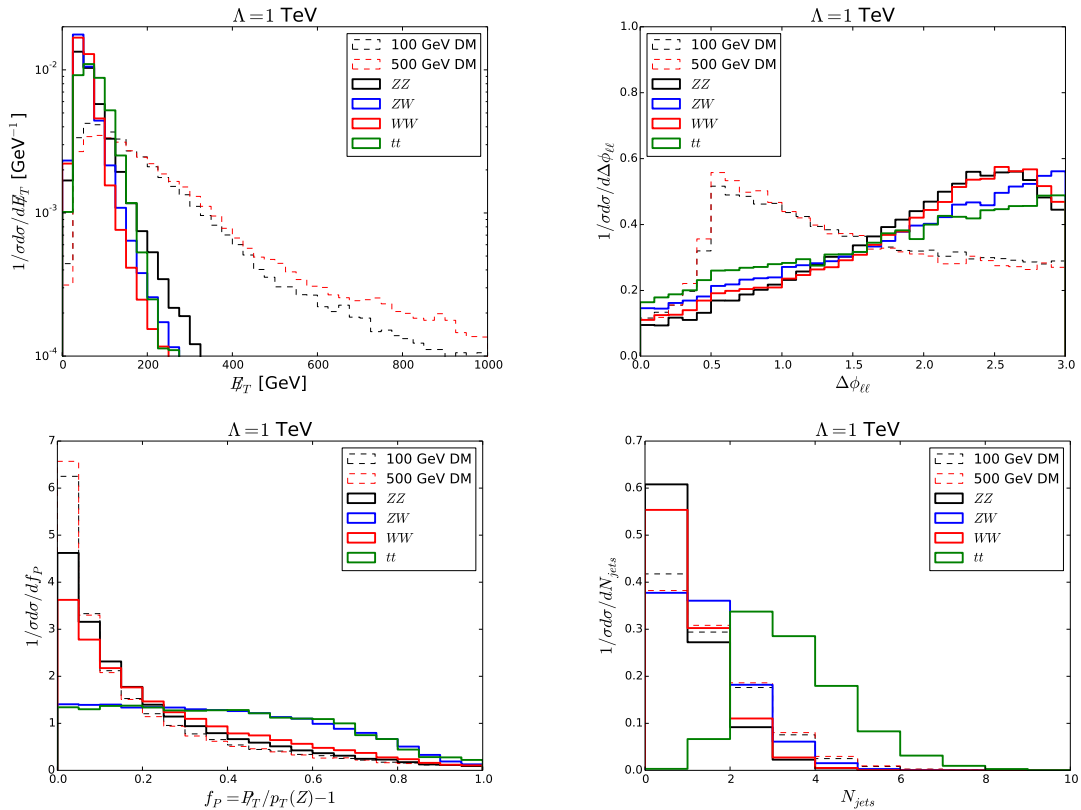 Λ=1 TeV
100 GeV DM
500 GeV DM
ZZ
ZW
WW
tt
1/σdσ/dE̸_T [GeV⁻¹]
10⁻²
10⁻³
10⁻⁴
0 200 400 600 800 1000
E̸_T [GeV]
Λ=1 TeV
100 GeV DM
500 GeV DM
ZZ
ZW
WW
tt
1/σdσ/dΔϕ_ℓℓ
1.0
0.8
0.6
0.4
0.2
0.0
0.0 0.5 1.0 1.5 2.0 2.5 3.0
Δϕ_ℓℓ
Λ=1 TeV
100 GeV DM
500 GeV DM
ZZ
ZW
WW
tt
1/σdσ/df_P
7
6
5
4
3
2
1
0
0.0 0.2 0.4 0.6 0.8 1.0
f_P=P̸_T/p_T(Z)−1
Λ=1 TeV
100 GeV DM
500 GeV DM
ZZ
ZW
WW
tt
1/σdσ/dN_jets
0.7
0.6
0.5
0.4
0.3
0.2
0.1
0.0
0 2 4 6 8 10
N_jets